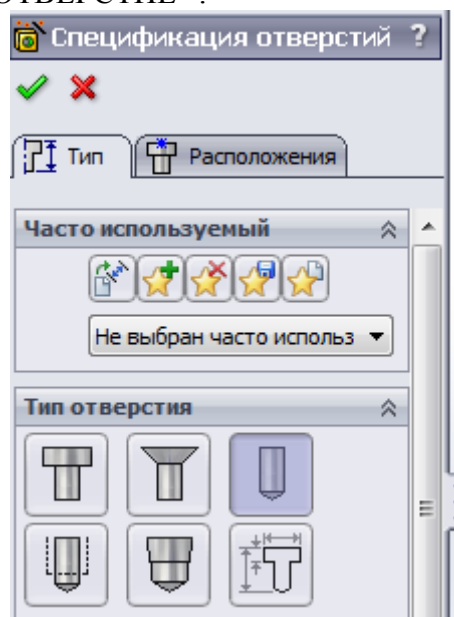 ОТВЕРСТИЕ" .
Спецификация отверстий ?
Тип Расположения
Часто используемый
Не выбран часто использ
Тип отверстия